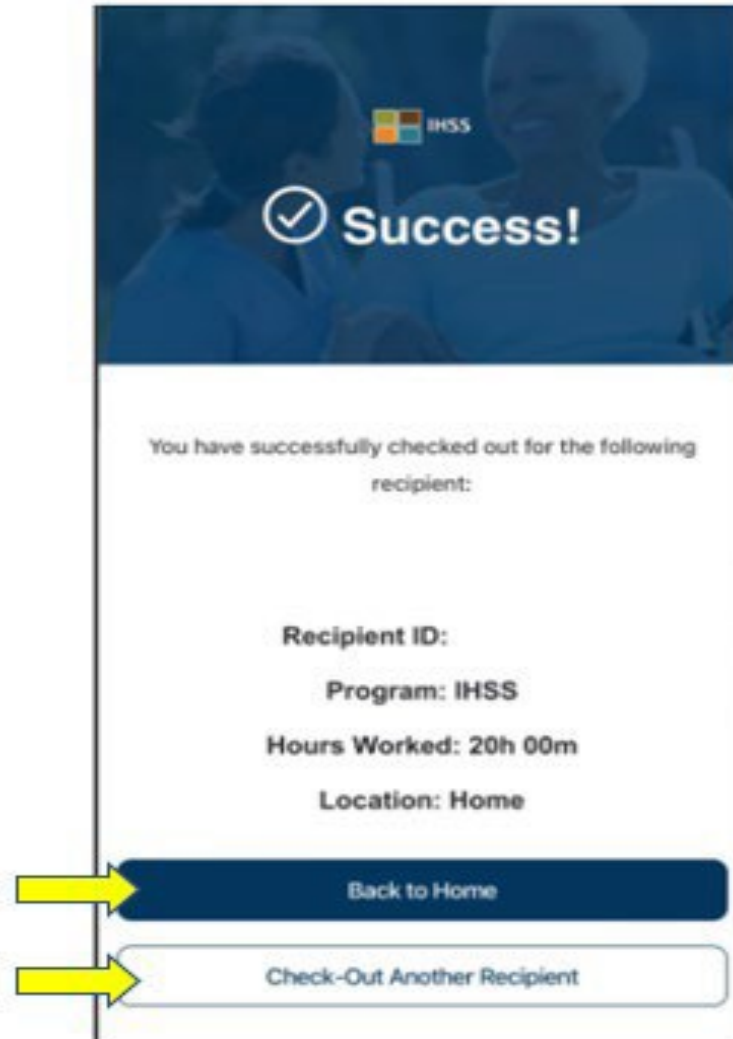 IHSS
Success!
You have successfully checked out for the following
recipient:
Recipient ID:
Program: IHSS
Hours Worked: 20h 00m
Location: Home
Back to Home
Check-Out Another Recipient